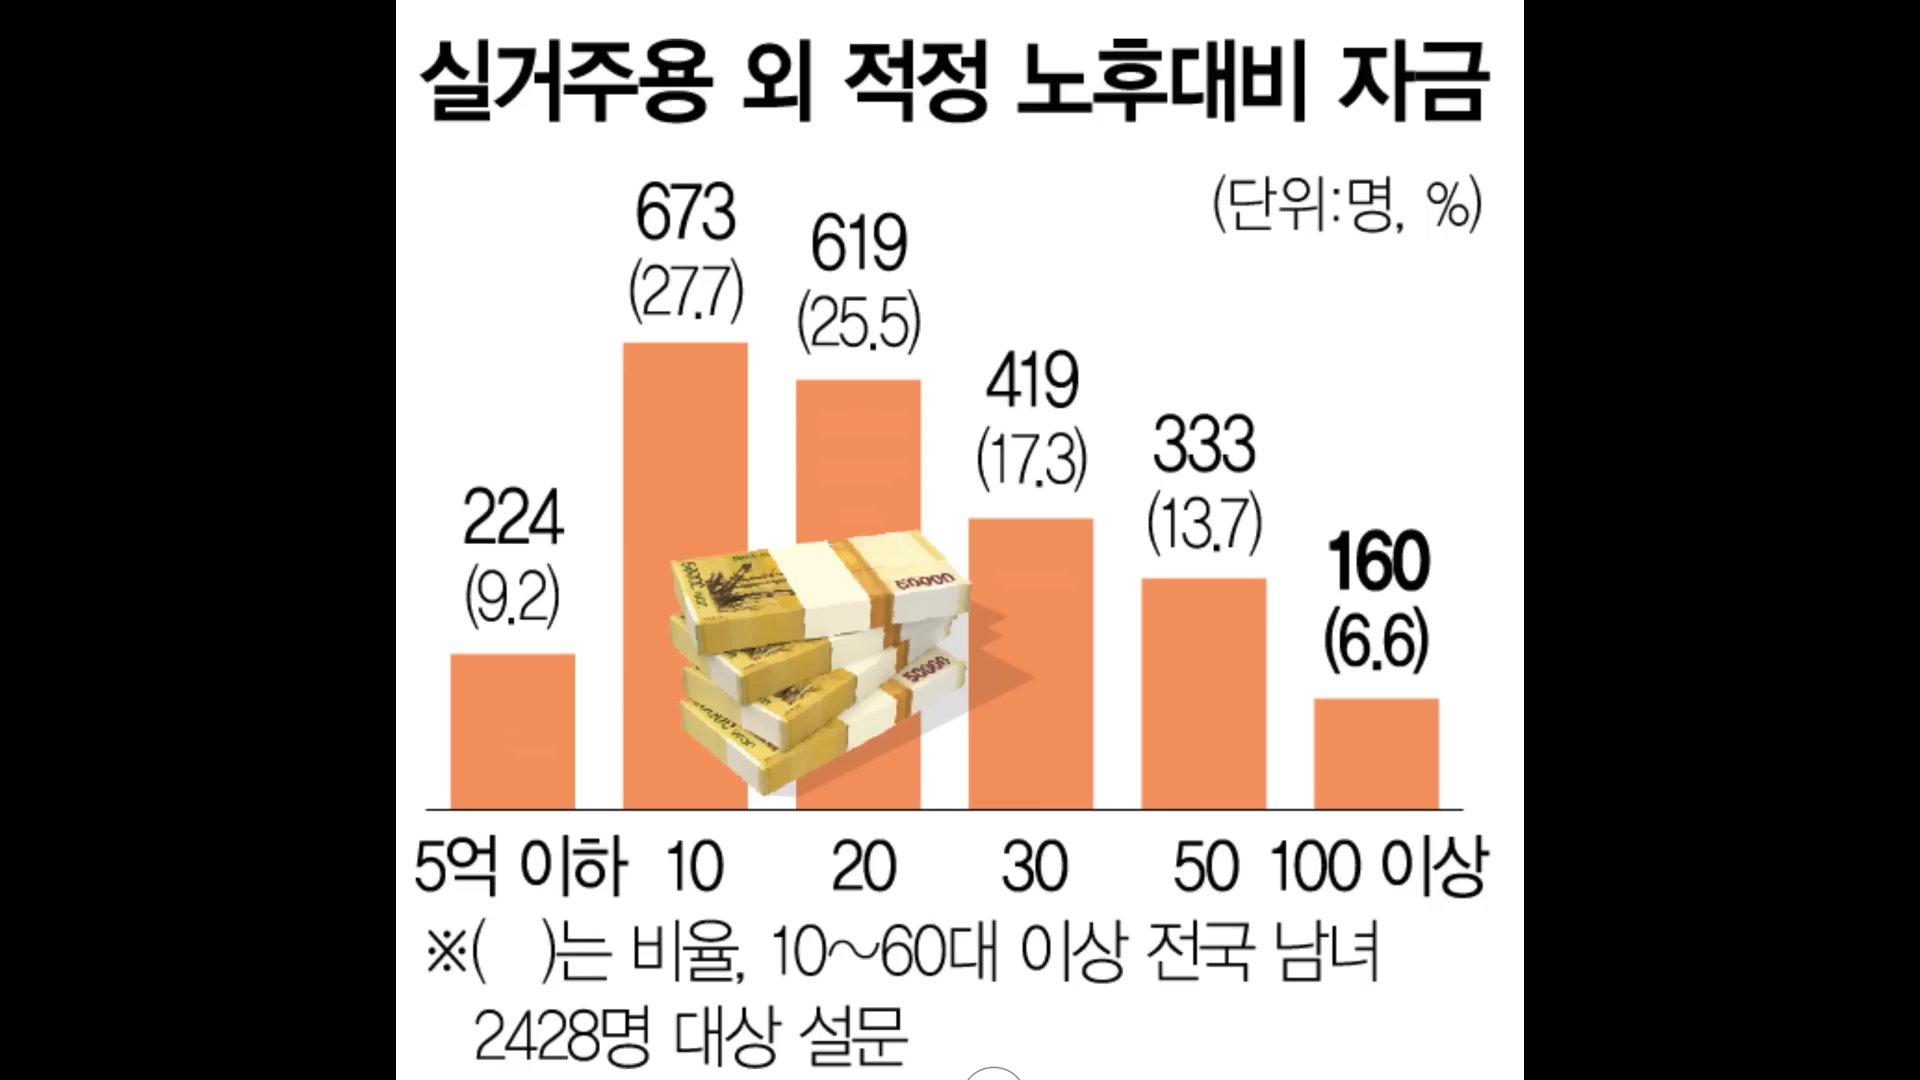 실거주용 외 적정 노후대비 자금
(단위:명, %)
673
(27.7)
619
(25.5)
419
(17.3)
333
(13.7)
224
(9.2)
160
(6.6)
50000
50000
5억 이하 10 20 30 50 100 이상
※( )는 비율, 10~60대 이상 전국 남녀
2428명 대상 설문